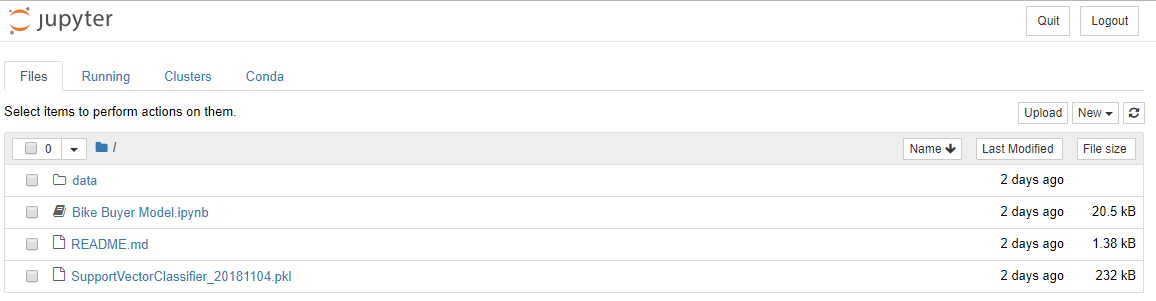 jupyter Quit Logout
Files Running Clusters Conda
Select items to perform actions on them. Upload New
0 / Name Last Modified File size
data 2 days ago
Bike Buyer Model.ipynb 2 days ago 20.5 kB
README.md 2 days ago 1.38 kB
SupportVectorClassifier_20181104.pkl 2 days ago 232 kB